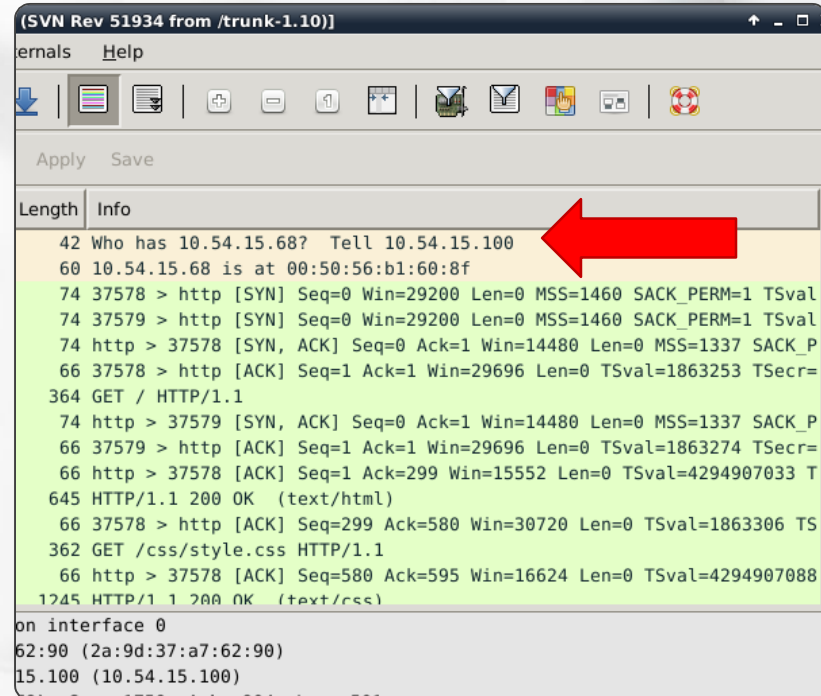 (SVN Rev 51934 from /trunk-1.10)]
ernals Help
Apply Save
Length Info
42 Who has 10.54.15.68? Tell 10.54.15.100
60 10.54.15.68 is at 00:50:56:b1:60:8f
74 37578 > http [SYN] Seq=0 Win=29200 Len=0 MSS=1460 SACK_PERM=1 TSval
74 37579 > http [SYN] Seq=0 Win=29200 Len=0 MSS=1460 SACK_PERM=1 TSval
74 http > 37578 [SYN, ACK] Seq=0 Ack=1 Win=14480 Len=0 MSS=1337 SACK_P
66 37578 > http [ACK] Seq=1 Ack=1 Win=29696 Len=0 TSval=1863253 TSecr=
364 GET / HTTP/1.1
74 http > 37579 [SYN, ACK] Seq=0 Ack=1 Win=14480 Len=0 MSS=1337 SACK_P
66 37579 > http [ACK] Seq=1 Ack=1 Win=29696 Len=0 TSval=1863274 TSecr=
66 http > 37578 [ACK] Seq=1 Ack=299 Win=15552 Len=0 TSval=4294907033 T
645 HTTP/1.1 200 OK (text/html)
66 37578 > http [ACK] Seq=299 Ack=580 Win=30720 Len=0 TSval=1863306 TS
362 GET /css/style.css HTTP/1.1
66 http > 37578 [ACK] Seq=580 Ack=595 Win=16624 Len=0 TSval=4294907088
1245 HTTP/1.1 200 OK (text/css)
on interface 0
62:90 (2a:9d:37:a7:62:90)
15.100 (10.54.15.100)